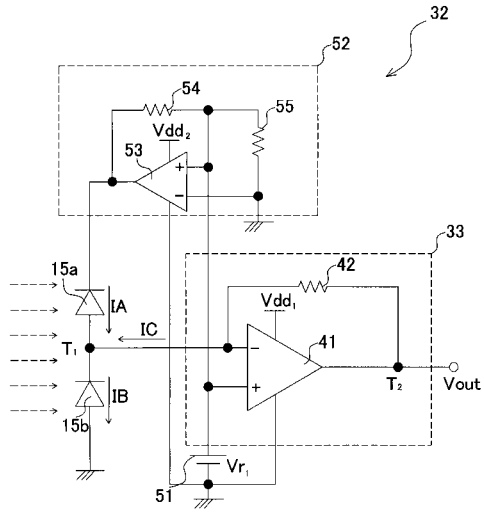 32
52
54
55
Vdd2
53
+
−
33
15a
IA
42
Vdd1
IC
T1
−
41
+
T2
Vout
15b
IB
51
Vr1